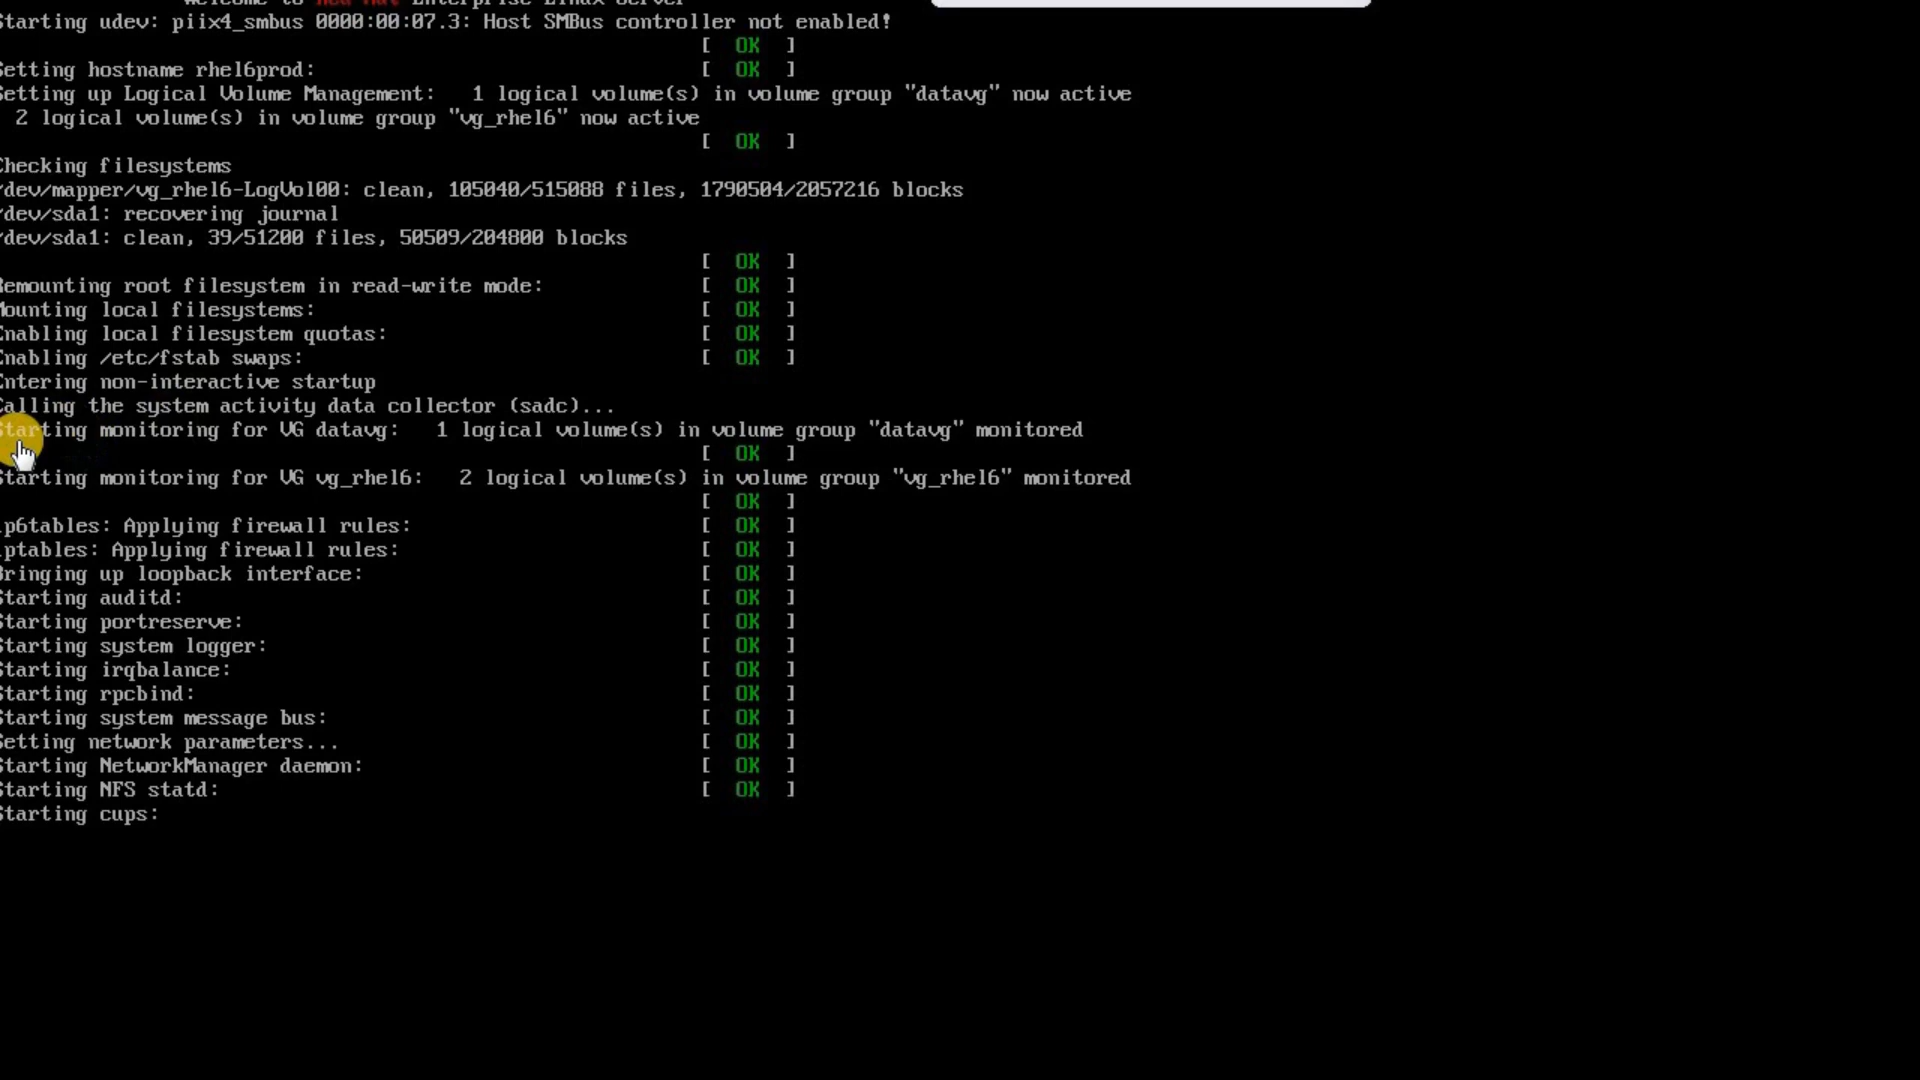 Welcome to Red Hat Enterprise Linux Server
Starting udev: piix4_smbus 0000:00:07.3: Host SMBus controller not enabled!
[  OK  ]
Setting hostname rhel6prod: [  OK  ]
Setting up Logical Volume Management:   1 logical volume(s) in volume group "datavg" now active
2 logical volume(s) in volume group "vg_rhel6" now active
[  OK  ]
Checking filesystems
/dev/mapper/vg_rhel6-LogVol00: clean, 105040/515088 files, 1790504/2057216 blocks
/dev/sda1: recovering journal
/dev/sda1: clean, 39/51200 files, 50509/204800 blocks
[  OK  ]
Remounting root filesystem in read-write mode: [  OK  ]
Mounting local filesystems: [  OK  ]
Enabling local filesystem quotas: [  OK  ]
Enabling /etc/fstab swaps: [  OK  ]
Entering non-interactive startup
Calling the system activity data collector (sadc)...
Starting monitoring for VG datavg:   1 logical volume(s) in volume group "datavg" monitored
[  OK  ]
Starting monitoring for VG vg_rhel6:   2 logical volume(s) in volume group "vg_rhel6" monitored
[  OK  ]
ip6tables: Applying firewall rules: [  OK  ]
iptables: Applying firewall rules: [  OK  ]
Bringing up loopback interface: [  OK  ]
Starting auditd: [  OK  ]
Starting portreserve: [  OK  ]
Starting system logger: [  OK  ]
Starting irqbalance: [  OK  ]
Starting rpcbind: [  OK  ]
Starting system message bus: [  OK  ]
Setting network parameters... [  OK  ]
Starting NetworkManager daemon: [  OK  ]
Starting NFS statd: [  OK  ]
Starting cups: